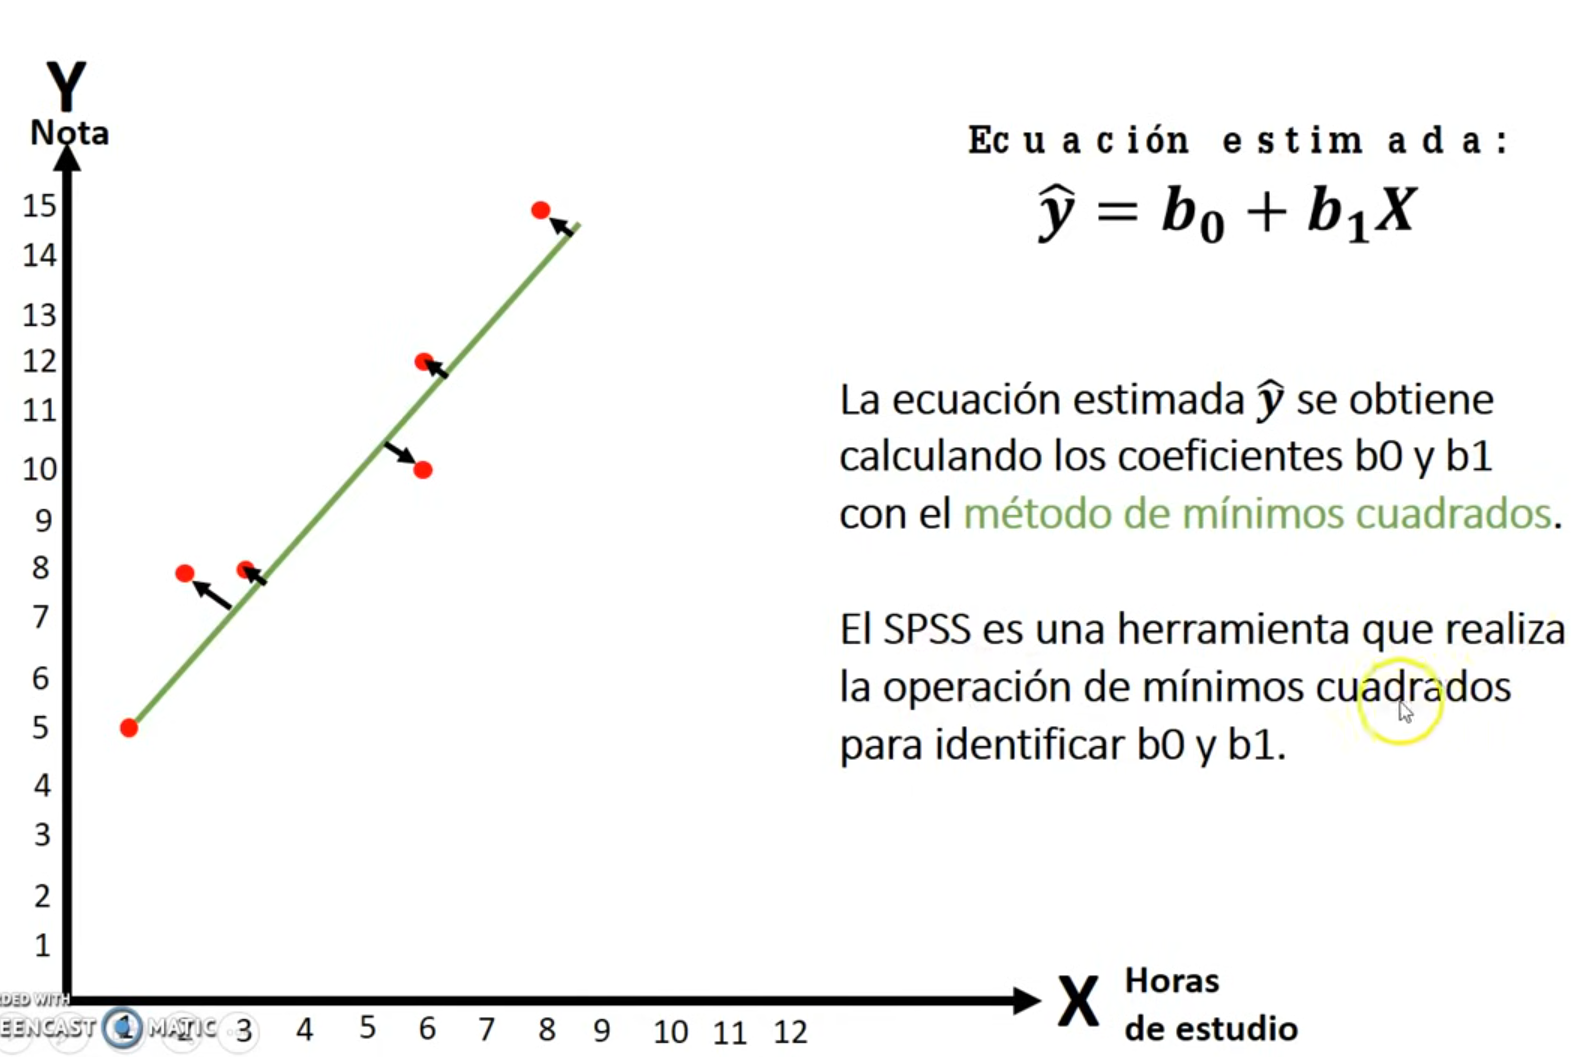 Y
Nota
15
14
13
12
11
10
9
8
7
6
5
4
3
2
1
Ecuación estimada:
ŷ = b₀ + b₁X
La ecuación estimada ŷ se obtiene
calculando los coeficientes b0 y b1
con el método de mínimos cuadrados.
El SPSS es una herramienta que realiza
la operación de mínimos cuadrados
para identificar b0 y b1.
1 2 3 4 5 6 7 8 9 10 11 12
X
Horas
de estudio
MATIC